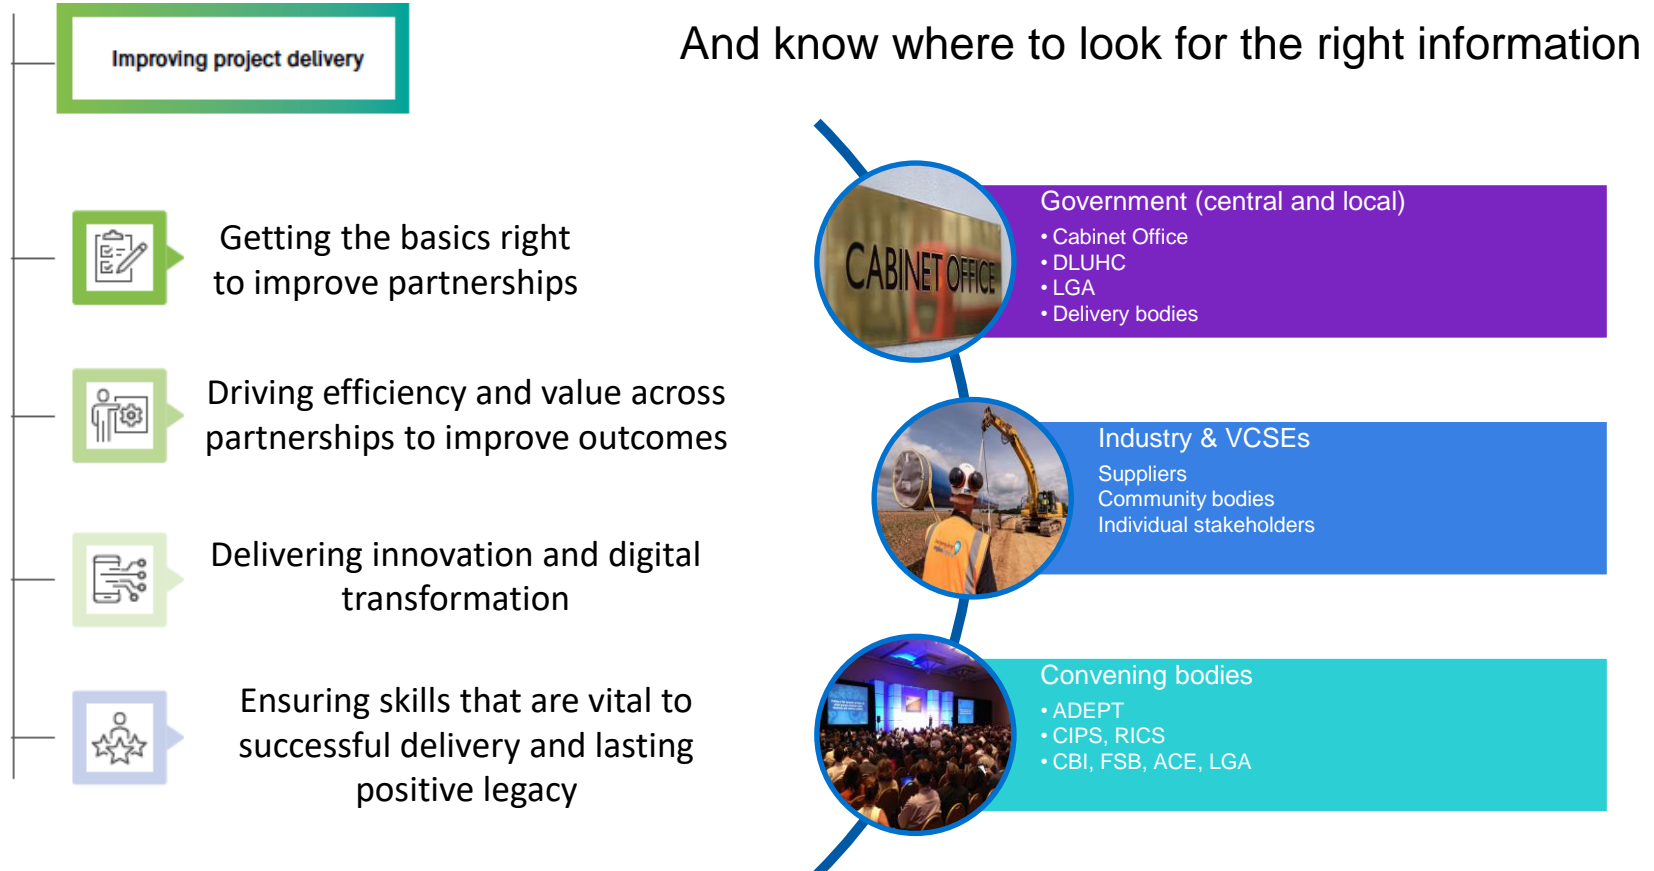 Improving project delivery
Getting the basics right
to improve partnerships
Driving efficiency and value across
partnerships to improve outcomes
Delivering innovation and digital
transformation
Ensuring skills that are vital to
successful delivery and lasting
positive legacy
And know where to look for the right information
CABINET OFFICE
Government (central and local)
• Cabinet Office
• DLUHC
• LGA
• Delivery bodies
Industry & VCSEs
Suppliers
Community bodies
Individual stakeholders
Convening bodies
• ADEPT
• CIPS, RICS
• CBI, FSB, ACE, LGA